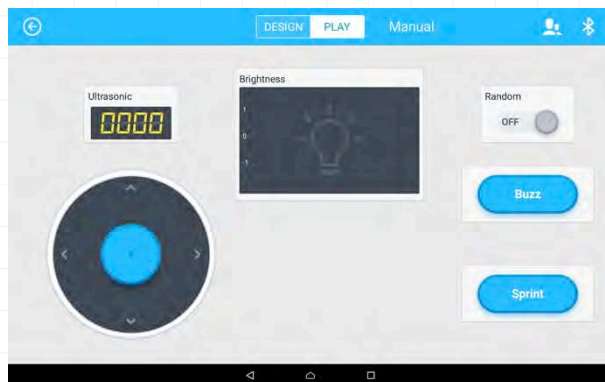 DESIGN PLAY Manual
Ultrasonic
0000
Brightness
1
0
-1
Random
OFF
Buzz
Sprint